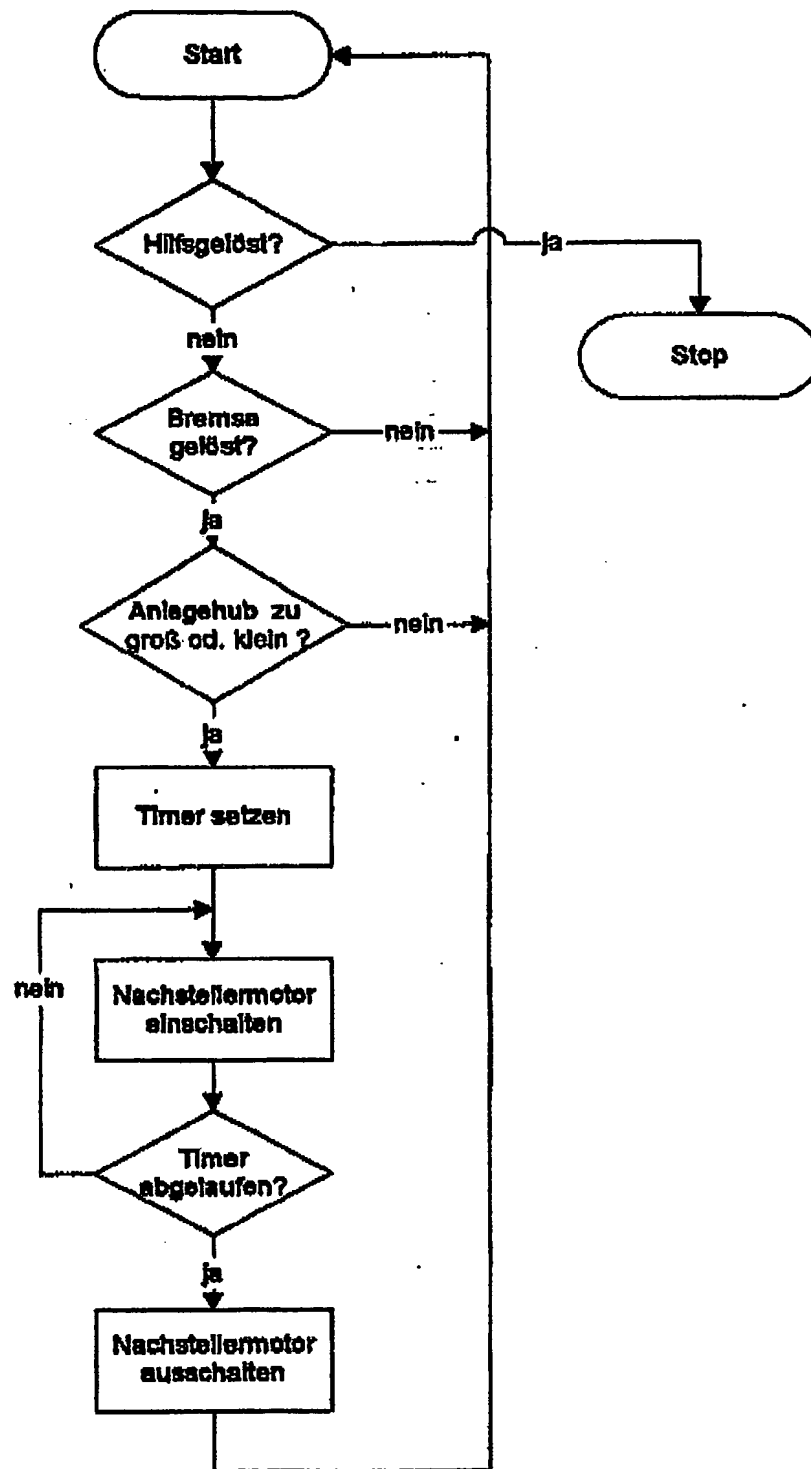 Start
Hilfsgelöst?
ja
nein
Stop
Bremse
gelöst?
nein
ja
Anlagehub zu
groß od. klein ?
nein
ja
Timer setzen
nein
Nachstellermotor
einschalten
Timer
abgelaufen?
ja
Nachstellermotor
ausschalten